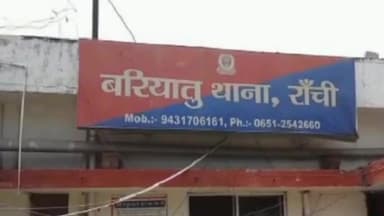 बरियातु थाना, राँची
Mob.:- 9431706161, Ph.:- 0651-2542660